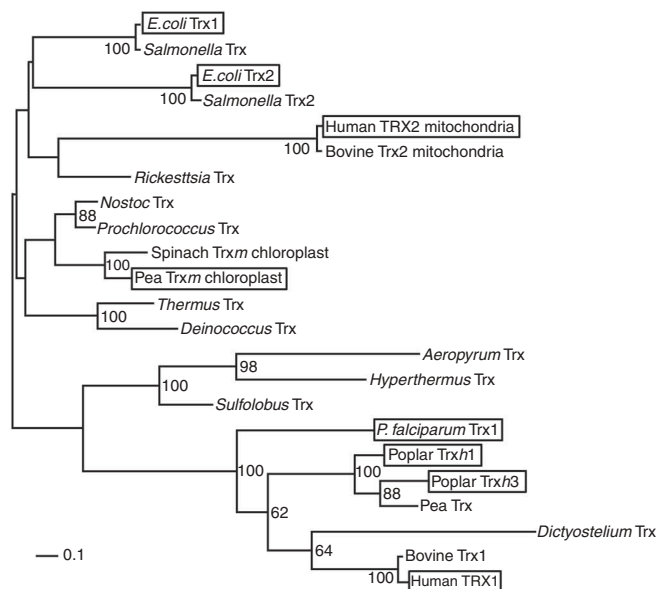 E.coli Trx1
100
Salmonella Trx
E.coli Trx2
100
Salmonella Trx2
Human TRX2 mitochondria
100
Bovine Trx2 mitochondria
Rickesttsia Trx
Nostoc Trx
88
Prochlorococcus Trx
Spinach Trxm chloroplast
100
Pea Trxm chloroplast
Thermus Trx
100
Deinococcus Trx
Aeropyrum Trx
98
Hyperthermus Trx
100
Sulfolobus Trx
P. falciparum Trx1
Poplar Trxh1
100
100
Poplar Trxh3
88
Pea Trx
62
Dictyostelium Trx
64
Bovine Trx1
0.1
100
Human TRX1